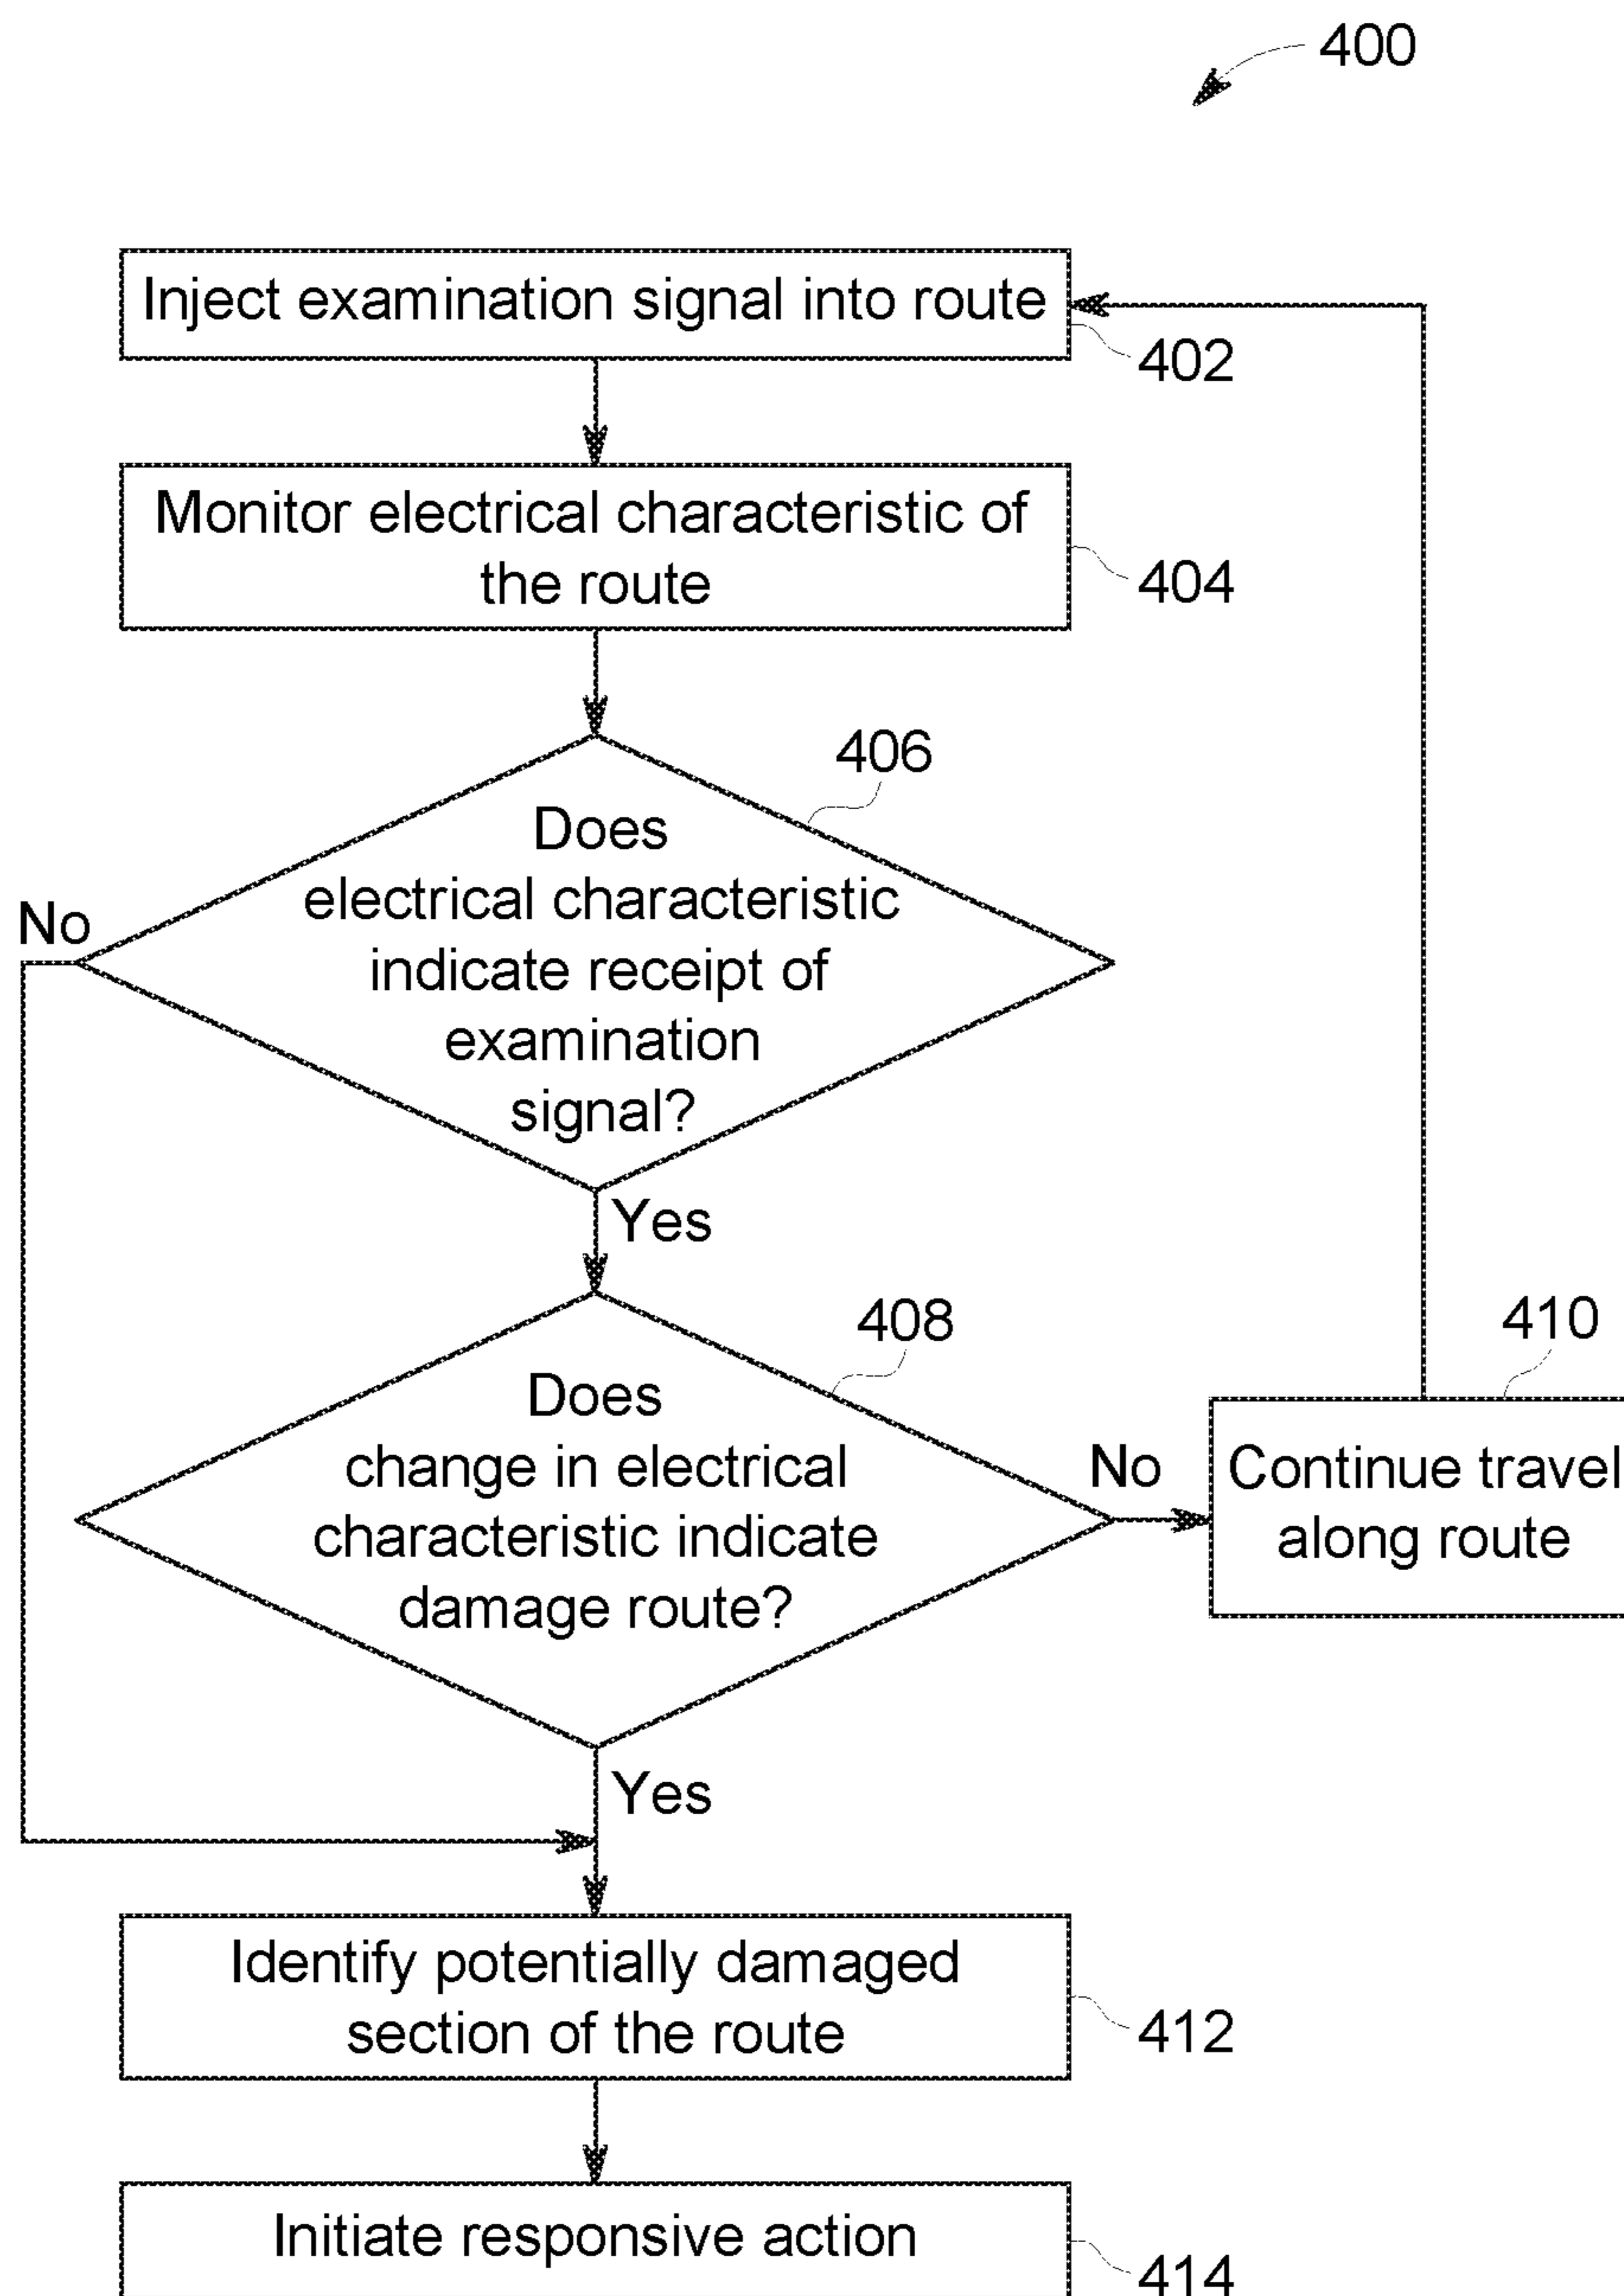 400
Inject examination signal into route
402
Monitor electrical characteristic of
the route
404
406
Does
electrical characteristic
indicate receipt of
examination
signal?
No
Yes
408
Does
change in electrical
characteristic indicate
damage route?
No
410
Continue travel
along route
Yes
Identify potentially damaged
section of the route
412
Initiate responsive action
414